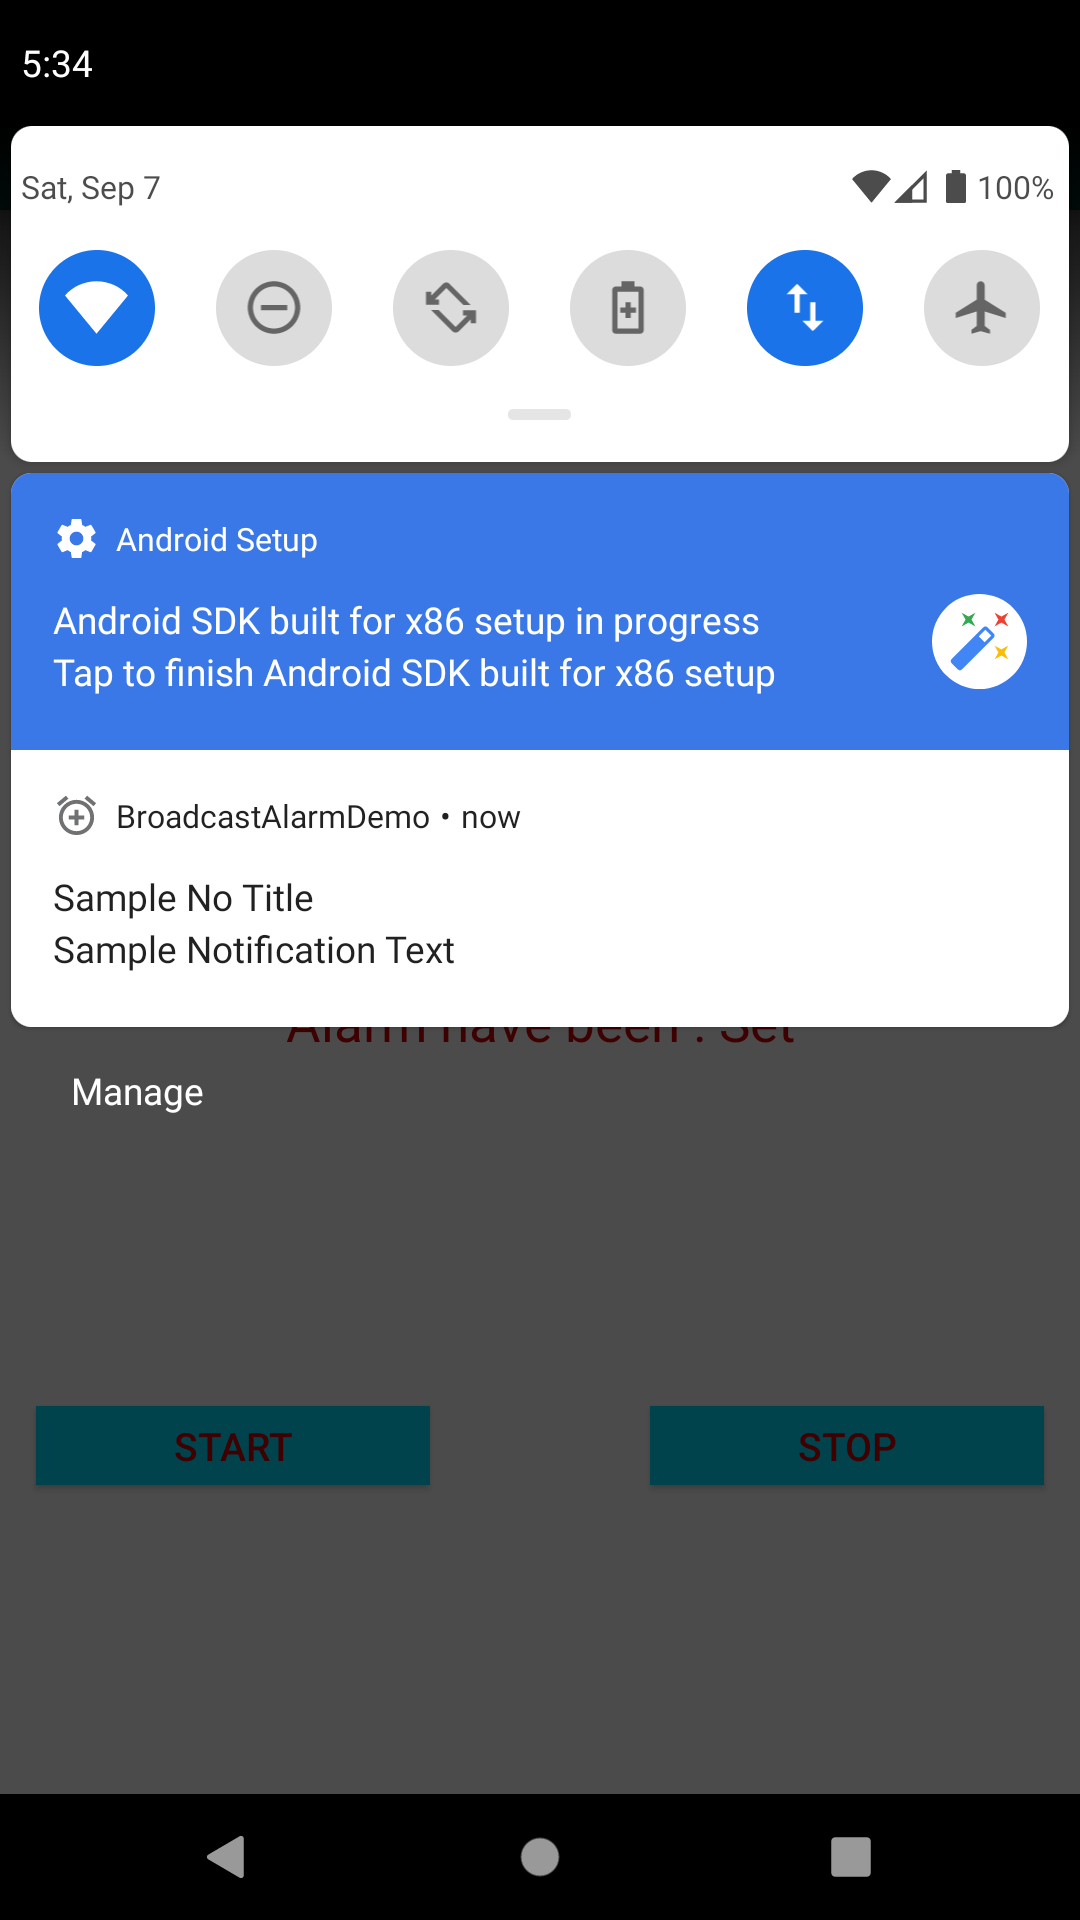 5:34
Sat, Sep 7
100%
Android Setup
Android SDK built for x86 setup in progress
Tap to finish Android SDK built for x86 setup
BroadcastAlarmDemo • now
Sample No Title
Sample Notification Text
Alarm have been : Set
Manage
START
STOP